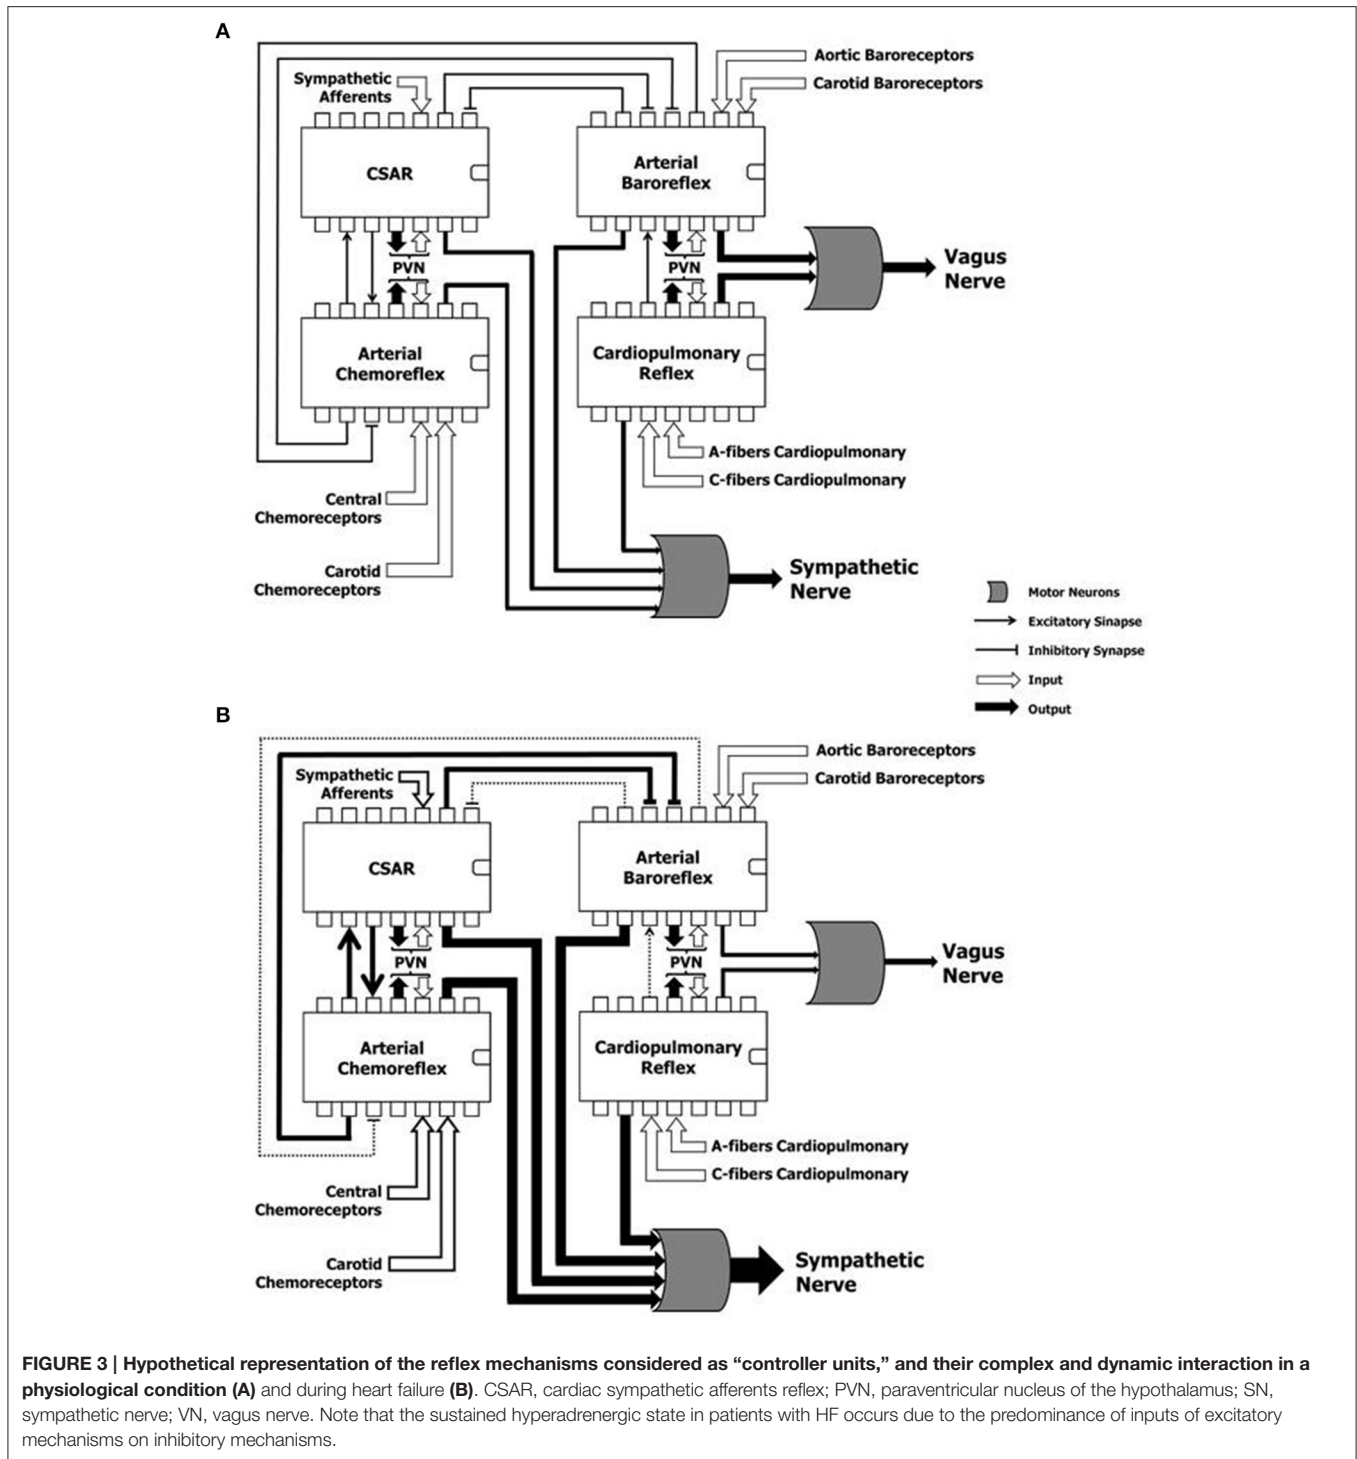 A
Sympathetic
Afferents
Aortic Baroreceptors
Carotid Baroreceptors
CSAR
Arterial
Baroreflex
PVN
PVN
Vagus
Nerve
Arterial
Chemoreflex
Cardiopulmonary
Reflex
A-fibers Cardiopulmonary
C-fibers Cardiopulmonary
Central
Chemoreceptors
Carotid
Chemoreceptors
Sympathetic
Nerve
Motor Neurons
Excitatory Sinapse
Inhibitory Synapse
Input
Output
B
Sympathetic
Afferents
Aortic Baroreceptors
Carotid Baroreceptors
CSAR
Arterial
Baroreflex
PVN
PVN
Vagus
Nerve
Arterial
Chemoreflex
Cardiopulmonary
Reflex
A-fibers Cardiopulmonary
C-fibers Cardiopulmonary
Central
Chemoreceptors
Carotid
Chemoreceptors
Sympathetic
Nerve
FIGURE 3 | Hypothetical representation of the reflex mechanisms considered as “controller units,” and their complex and dynamic interaction in a
physiological condition (A) and during heart failure (B). CSAR, cardiac sympathetic afferents reflex; PVN, paraventricular nucleus of the hypothalamus; SN,
sympathetic nerve; VN, vagus nerve. Note that the sustained hyperadrenergic state in patients with HF occurs due to the predominance of inputs of excitatory
mechanisms on inhibitory mechanisms.